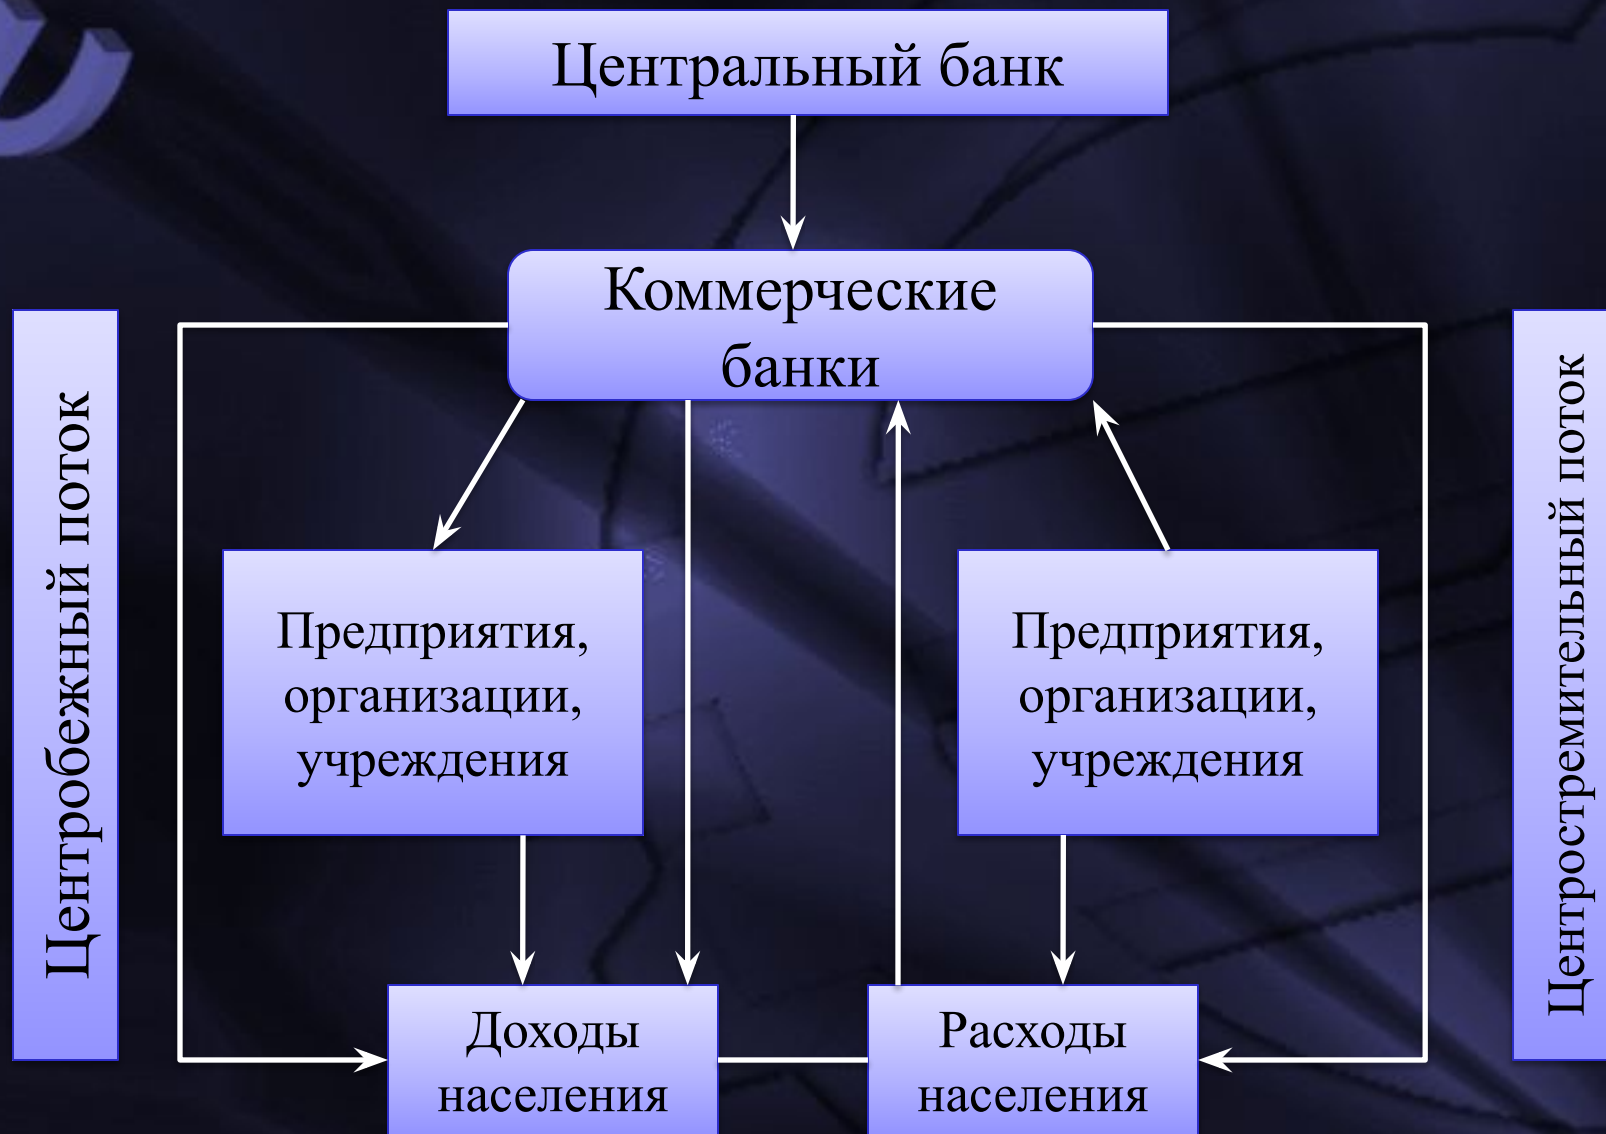 Центральный банк
Коммерческие
банки
Центробежный поток
Предприятия,
организации,
учреждения
Предприятия,
организации,
учреждения
Центростремительный поток
Доходы
населения
Расходы
населения